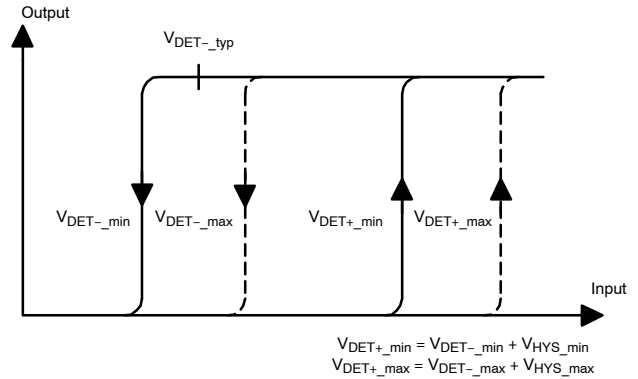 Output
VDET−_typ
VDET−_min
VDET−_max
VDET+_min
VDET+_max
Input
VDET+_min = VDET−_min + VHYS_min
VDET+_max = VDET−_max + VHYS_max